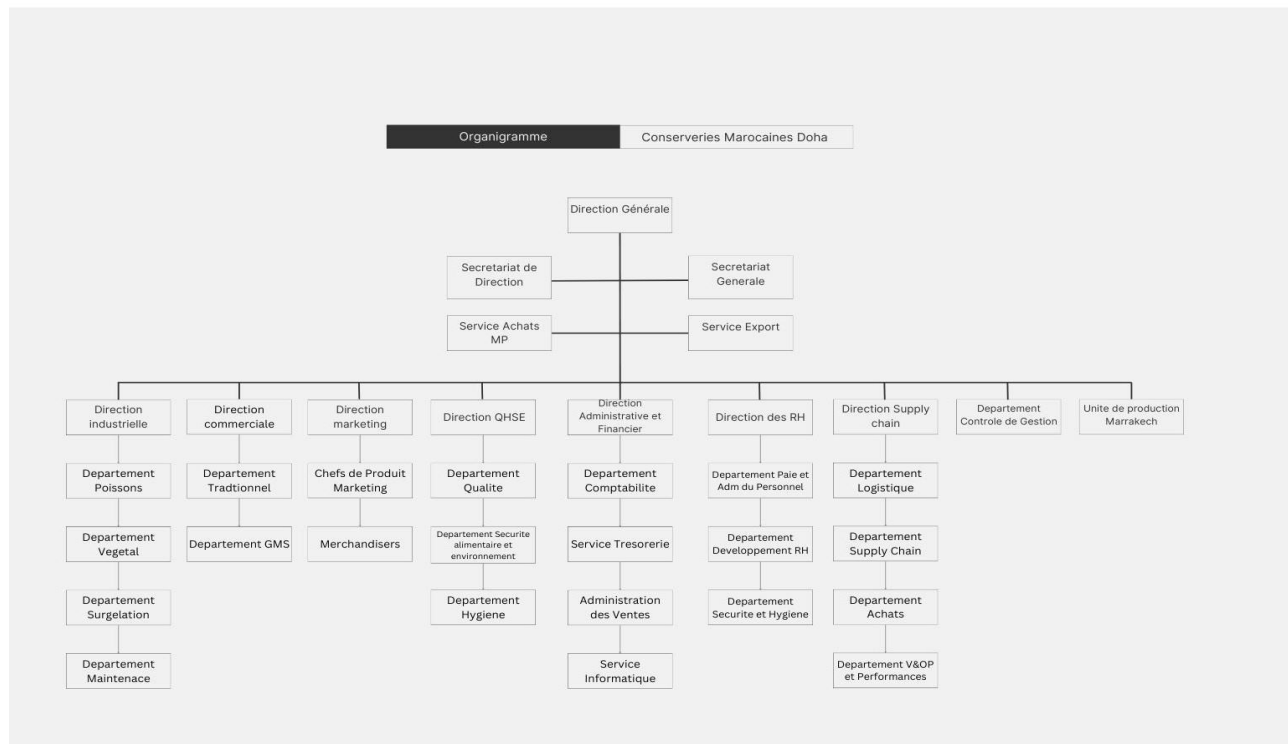 Organigramme
Conserveries Marocaines Doha
Direction Générale
Secretariat de
Direction
Secretariat
Generale
Service Achats
MP
Service Export
Direction
industrielle
Direction
commerciale
Direction
marketing
Direction QHSE
Direction
Administrative et
Financier
Direction des RH
Direction Supply
chain
Departement
Controle de Gestion
Unite de production
Marrakech
Departement
Poissons
Departement
Tradtionnel
Chefs de Produit
Marketing
Departement
Qualite
Departement
Comptabilite
Departement Paie et
Adm du Personnel
Departement
Logistique
Departement
Vegetal
Departement GMS
Merchandisers
Departement Securite
alimentaire et
environnement
Service Tresorerie
Departement
Developpement RH
Departement
Supply Chain
Departement
Surgelation
Departement
Hygiene
Administration
des Ventes
Departement
Securite et Hygiene
Departement
Achats
Departement
Maintenace
Service
Informatique
Departement V&OP
et Performances